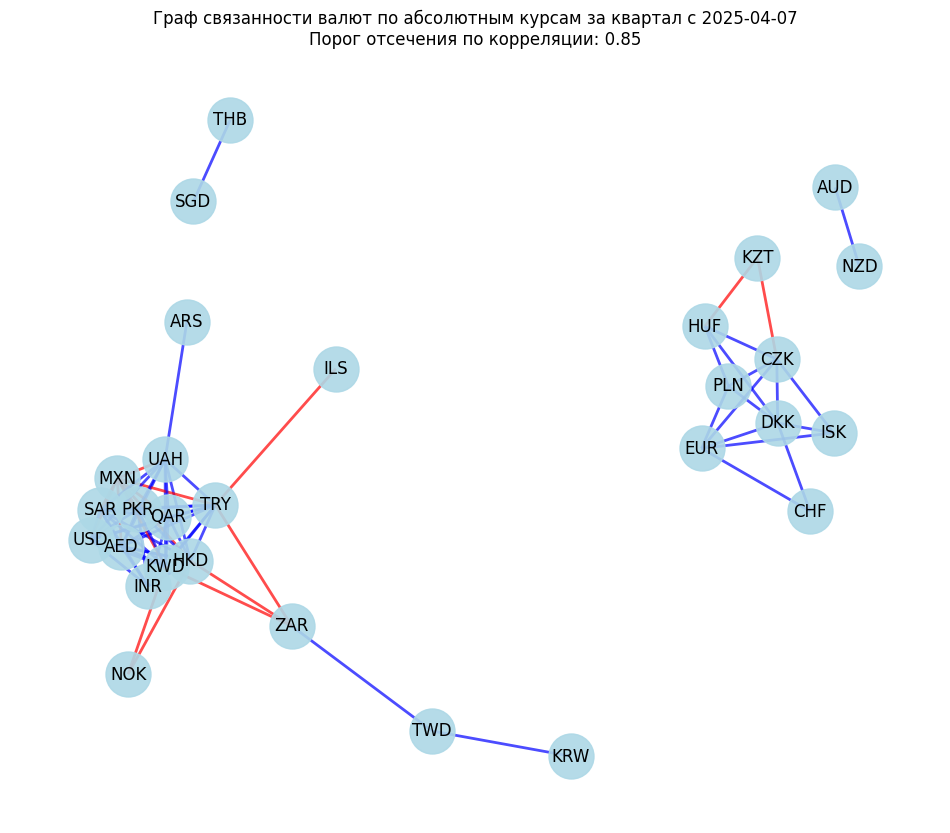 Граф связанности валют по абсолютным курсам за квартал с 2025-04-07
Порог отсечения по корреляции: 0.85
THB
AUD
SGD
KZT
NZD
ARS
HUF
CZK
ILS
PLN
DKK
ISK
EUR
UAH
MXN
TRY
SAR
PKR
QAR
CHF
USD
AED
KWD
HKD
INR
ZAR
NOK
TWD
KRW